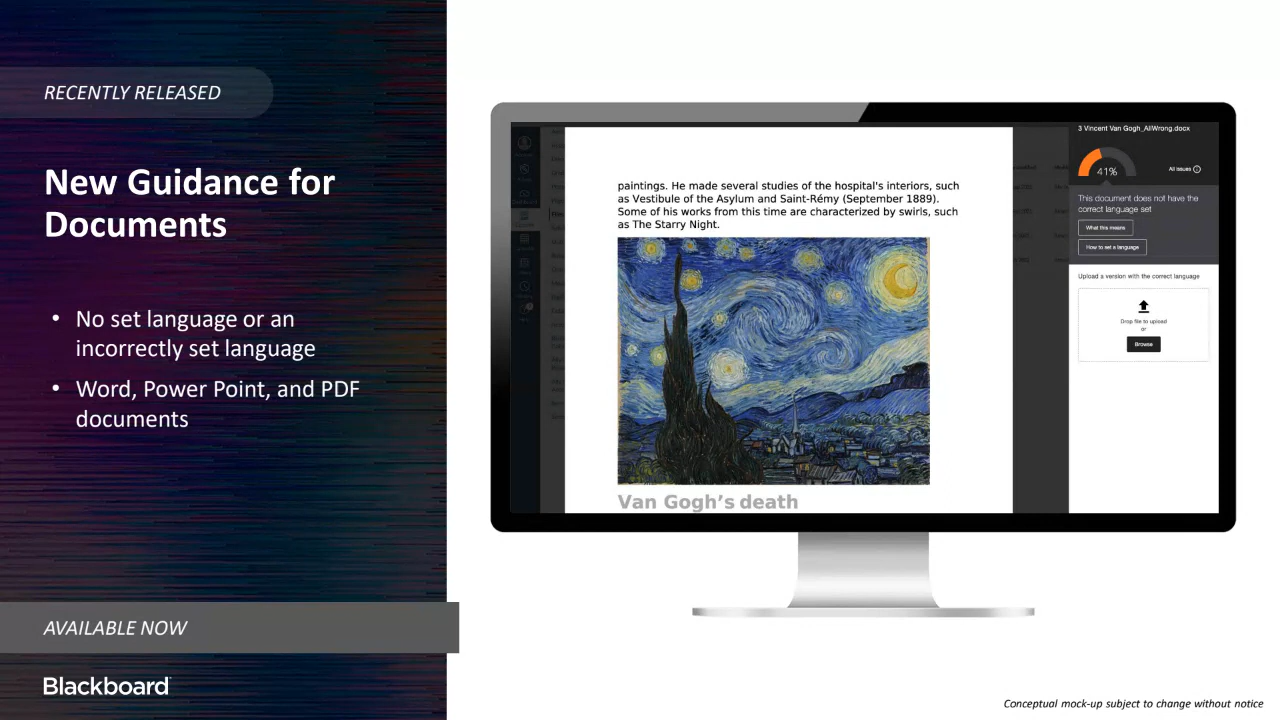 RECENTLY RELEASED
New Guidance for
Documents
• No set language or an
incorrectly set language
• Word, Power Point, and PDF
documents
AVAILABLE NOW
Blackboard
paintings. He made several studies of the hospital's interiors, such
as Vestibule of the Asylum and Saint-Rémy (September 1889).
Some of his works from this time are characterized by swirls, such
as The Starry Night.
Van Gogh's death
3 Vincent Van Gogh_AllWrong.docx
41%
All issues
This document does not have the
correct language set
What this means
How to set a language
Upload a version with the correct language
Drop file to upload
or
Browse
Conceptual mock-up subject to change without notice